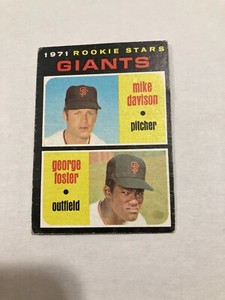 1971 ROOKIE STARS
GIANTS
mike
davison
•
pitcher
george
foster
•
outfield